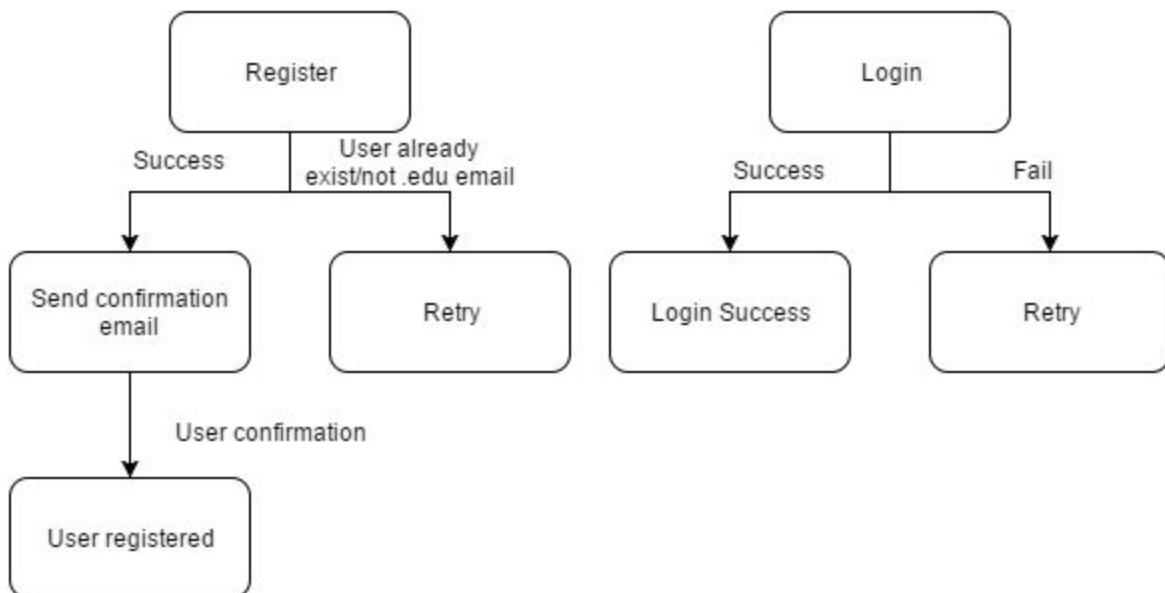 Register
Login
Success
User already
exist/not .edu email
Success
Fail
Send confirmation
email
Retry
Login Success
Retry
User confirmation
User registered